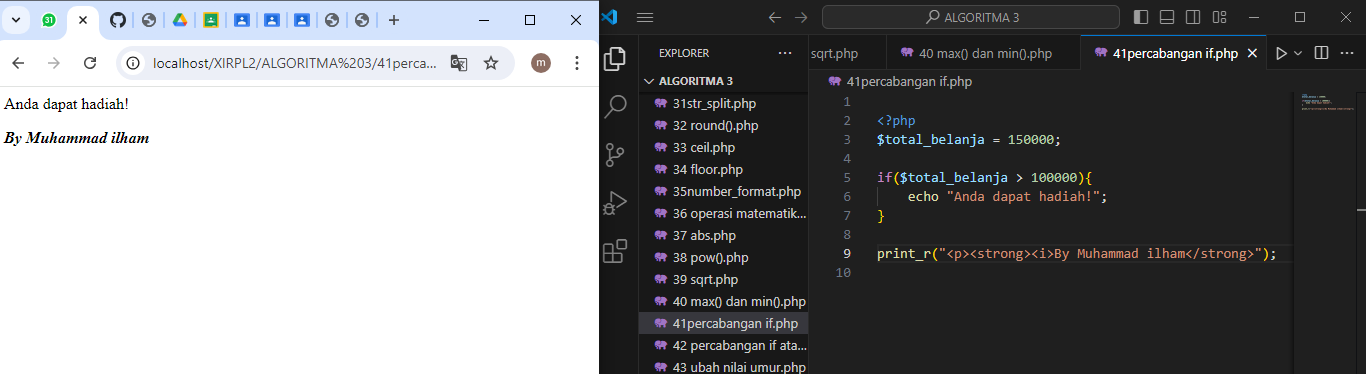 31
localhost/XIRPL2/ALGORITMA%203/41perca...
m
Anda dapat hadiah!
By Muhammad ilham
ALGORITMA 3
EXPLORER
ALGORITMA 3
31str_split.php
32 round().php
33 ceil.php
34 floor.php
35number_format.php
36 operasi matematik...
37 abs.php
38 pow().php
39 sqrt.php
40 max() dan min().php
41percabangan if.php
42 percabangan if ata...
43 ubah nilai umur.php
sqrt.php
40 max() dan min().php
41percabangan if.php
41percabangan if.php
1
2 <?php
3 $total_belanja = 150000;
4
5 if($total_belanja > 100000){
6 echo "Anda dapat hadiah!";
7 }
8
9 print_r("<p><strong><i>By Muhammad ilham</strong>");
10